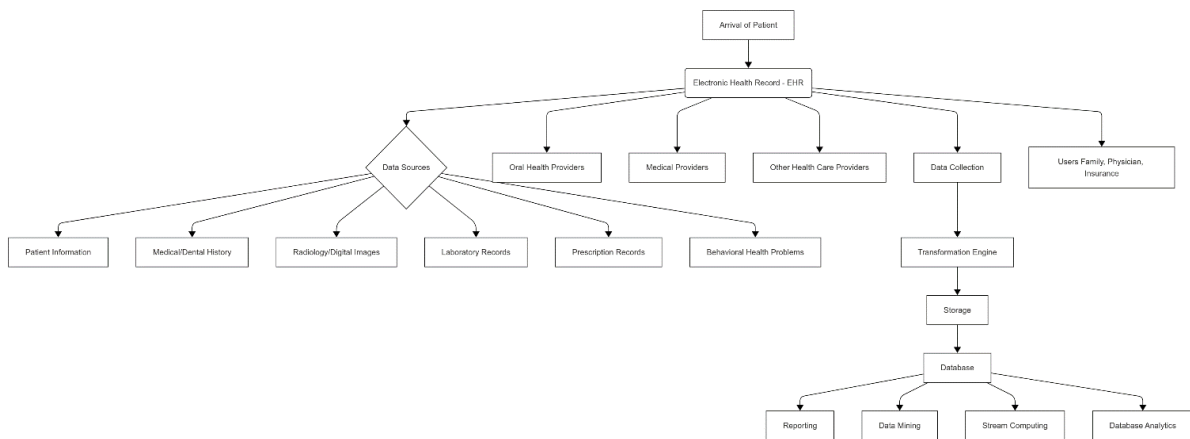 Arrival of Patient
Electronic Health Record - EHR
Data Sources
Oral Health Providers
Medical Providers
Other Health Care Providers
Data Collection
Users Family, Physician,
Insurance
Patient Information
Medical/Dental History
Radiology/Digital Images
Laboratory Records
Prescription Records
Behavioral Health Problems
Transformation Engine
Storage
Database
Reporting
Data Mining
Stream Computing
Database Analytics